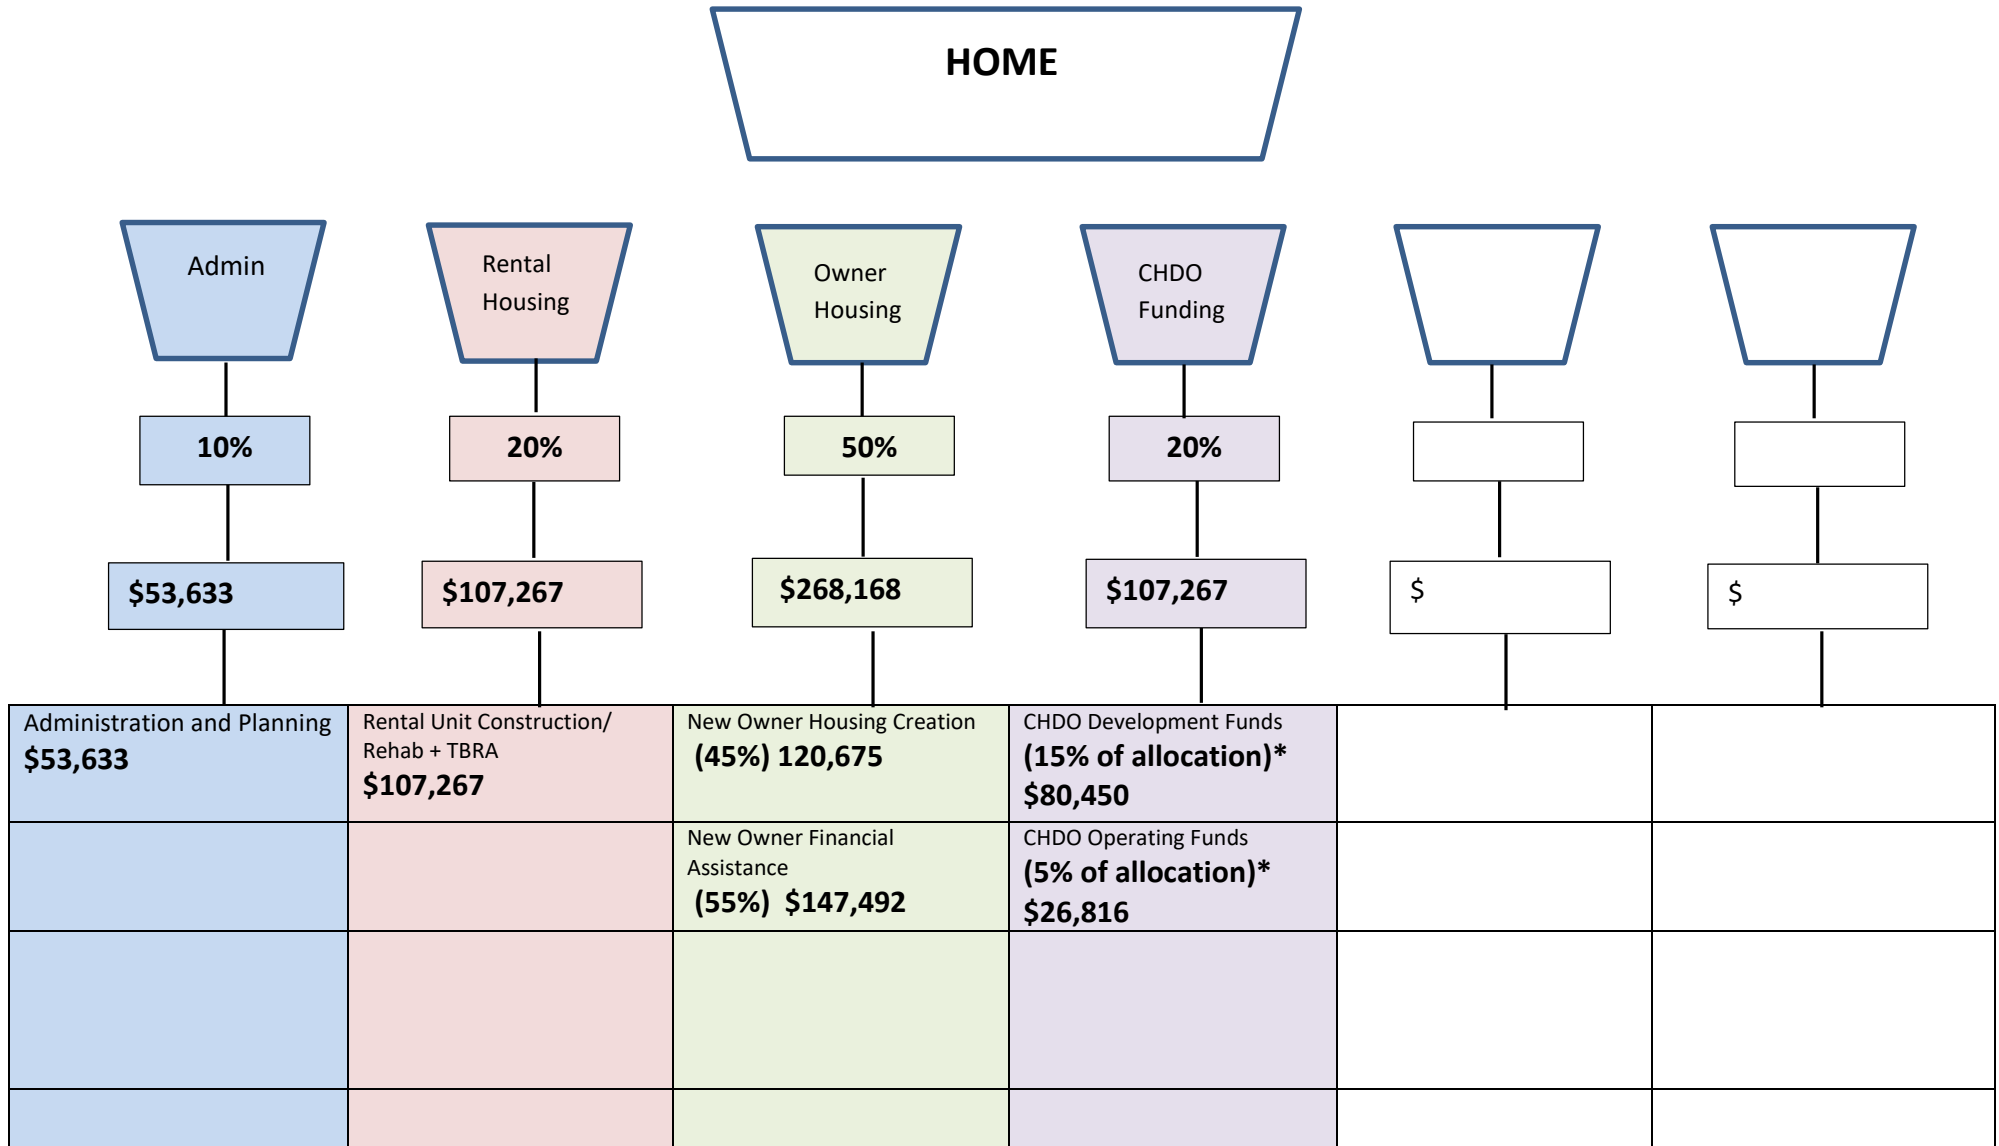 HOME
Admin
Rental
Housing
Owner
Housing
CHDO
Funding
10%
20%
50%
20%
$53,633
$107,267
$268,168
$107,267
$
$
Administration and Planning
$53,633
Rental Unit Construction/
Rehab + TBRA
$107,267
New Owner Housing Creation
(45%) 120,675
CHDO Development Funds
(15% of allocation)*
$80,450
New Owner Financial
Assistance
(55%) $147,492
CHDO Operating Funds
(5% of allocation)*
$26,816